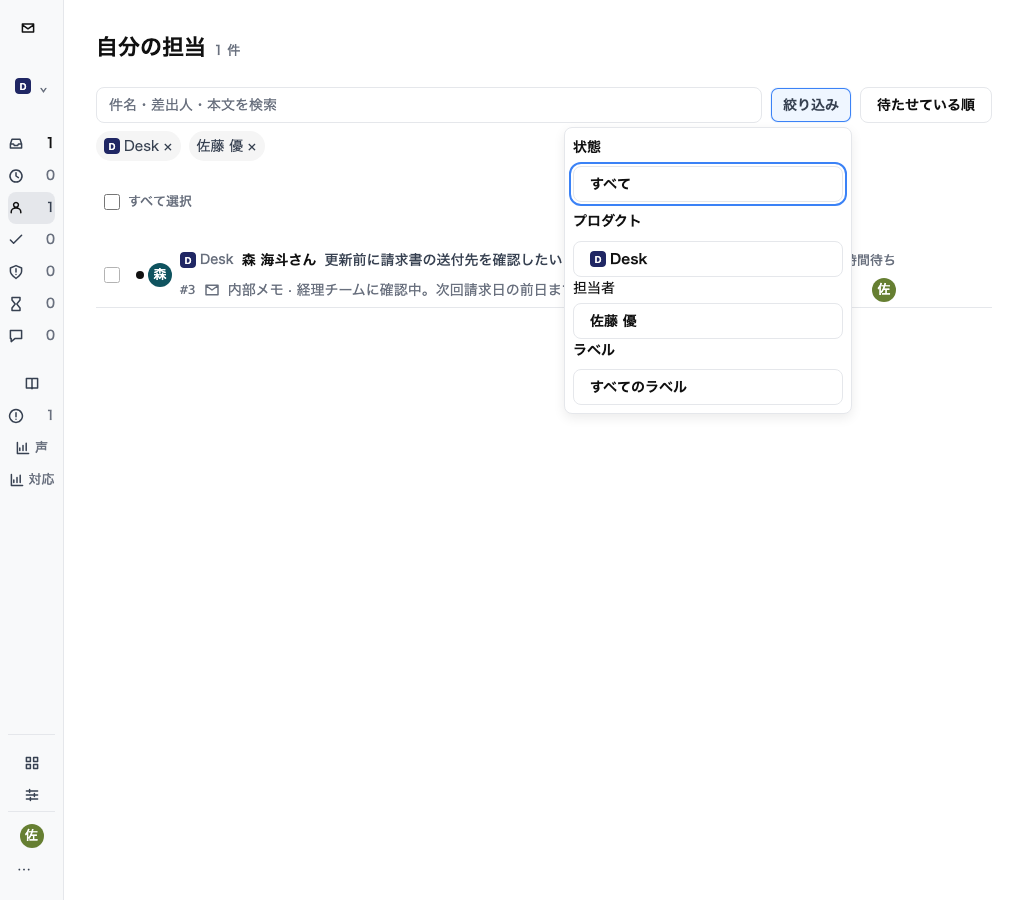 自分の担当 1 件
D
件名・差出人・本文を検索
絞り込み
待たせている順
D Desk ×
佐藤 優 ×
1
0
1
0
0
0
0
1
声
対応
佐
…
すべて選択
森
D Desk 森 海斗さん 更新前に請求書の送付先を確認したい
時間待ち
#3 内部メモ · 経理チームに確認中。次回請求日の前日ま
佐
状態
すべて
プロダクト
D Desk
担当者
佐藤 優
ラベル
すべてのラベル